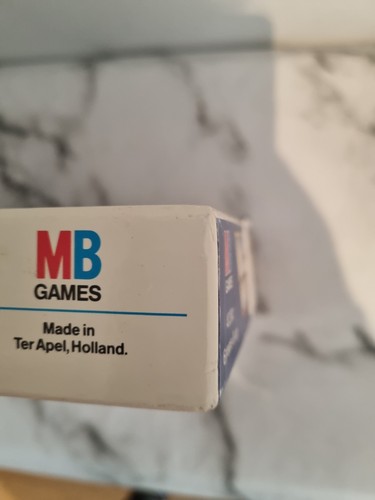 MB
GAMES
Made in
Ter Apel, Holland.